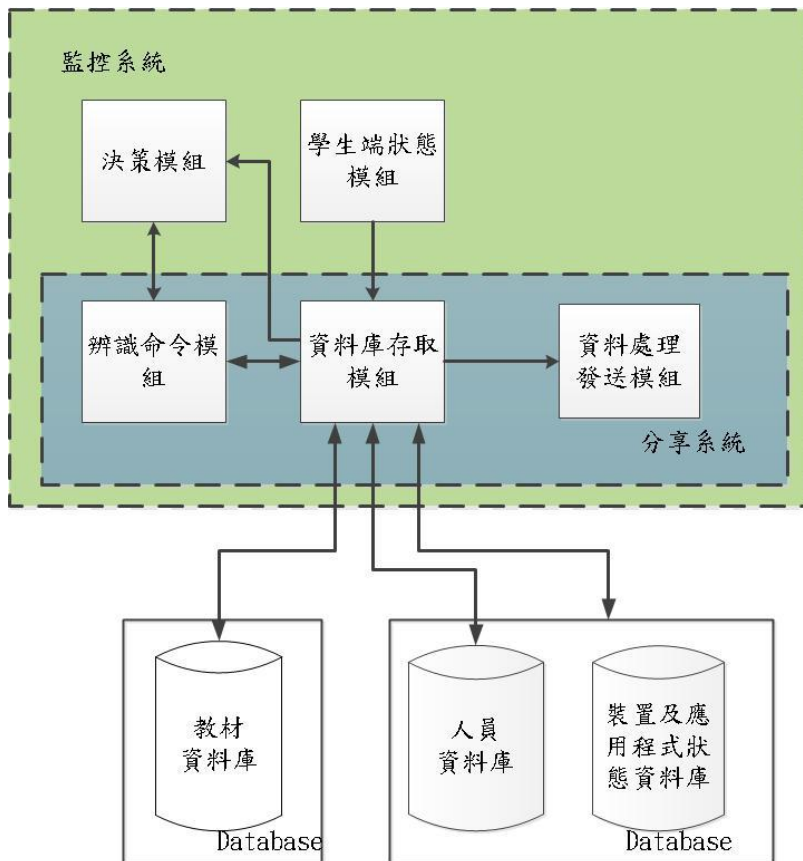 監控系統
決策模組
學生端狀態
模組
辨識命令模
組
資料庫存取
模組
資料處理
發送模組
分享系統
教材
資料庫
Database
人員
資料庫
裝置及應
用程式狀
態資料庫
Database